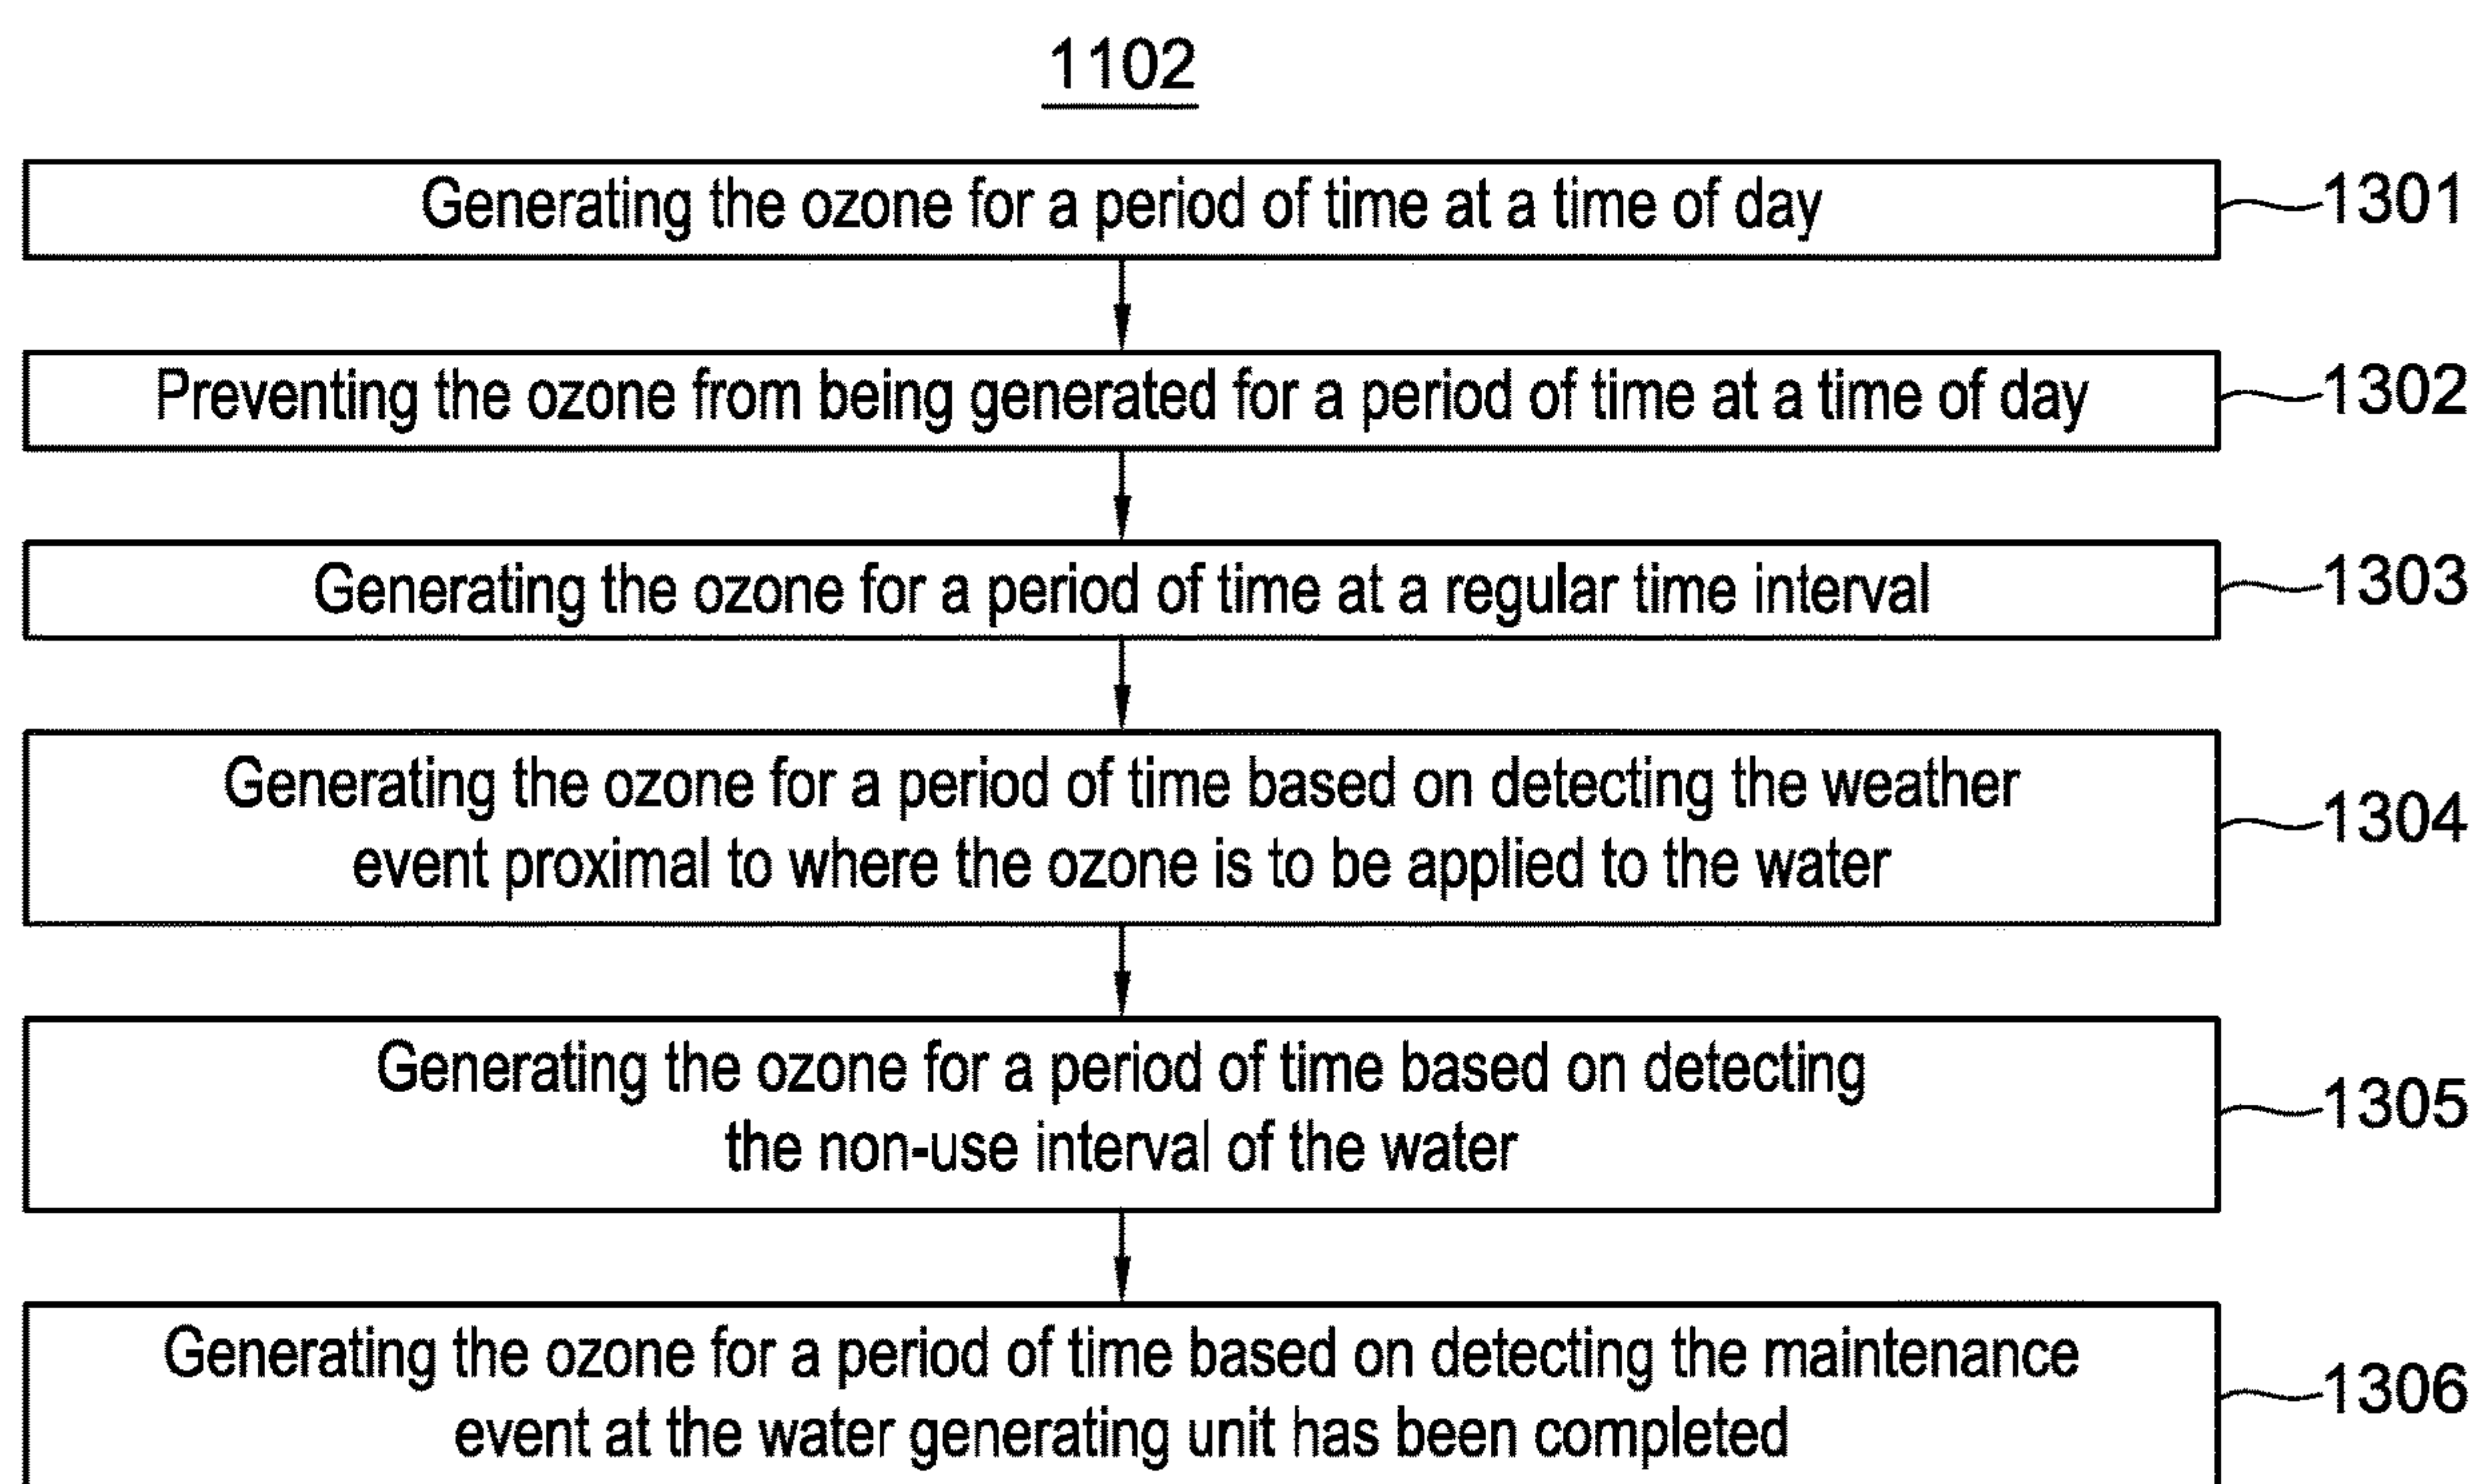 1102
Generating the ozone for a period of time at a time of day
1301
Preventing the ozone from being generated for a period of time at a time of day
1302
Generating the ozone for a period of time at a regular time interval
1303
Generating the ozone for a period of time based on detecting the weather
event proximal to where the ozone is to be applied to the water
1304
Generating the ozone for a period of time based on detecting
the non-use interval of the water
1305
Generating the ozone for a period of time based on detecting the maintenance
event at the water generating unit has been completed
1306